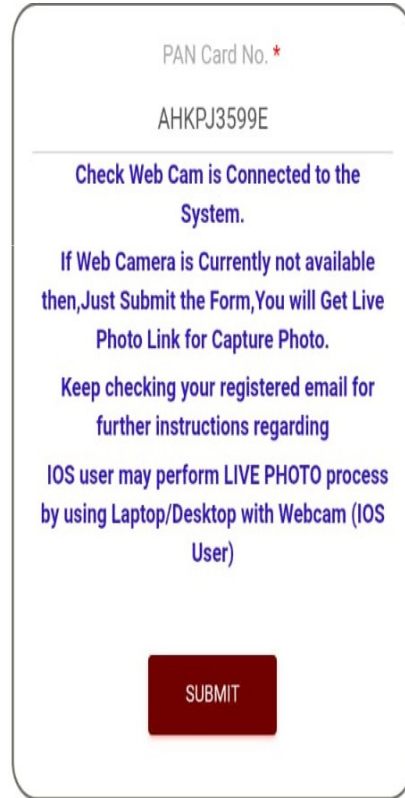 PAN Card No. *
AHKPJ3599E
Check Web Cam is Connected to the
System.
If Web Camera is Currently not available
then,Just Submit the Form,You will Get Live
Photo Link for Capture Photo.
Keep checking your registered email for
further instructions regarding
IOS user may perform LIVE PHOTO process
by using Laptop/Desktop with Webcam (IOS
User)
SUBMIT